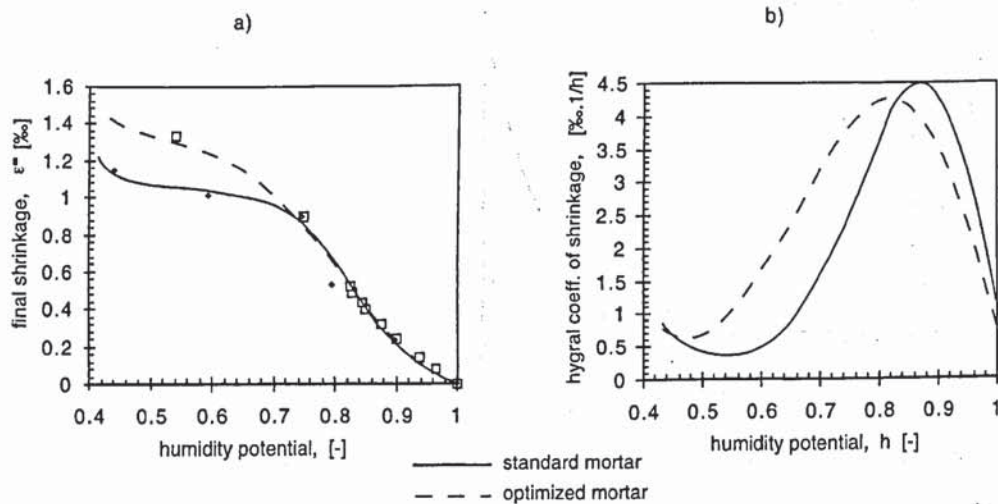 a)
final shrinkage, ε∞ [‰]
1.6
1.4
1.2
1
0.8
0.6
0.4
0.2
0
0.4 0.5 0.6 0.7 0.8 0.9 1
humidity potential, [-]
b)
hygral coeff. of shrinkage, [‰.1/h]
4.5
4
3.5
3
2.5
2
1.5
1
0.5
0
0.4 0.5 0.6 0.7 0.8 0.9 1
humidity potential, h [-]
standard mortar
optimized mortar